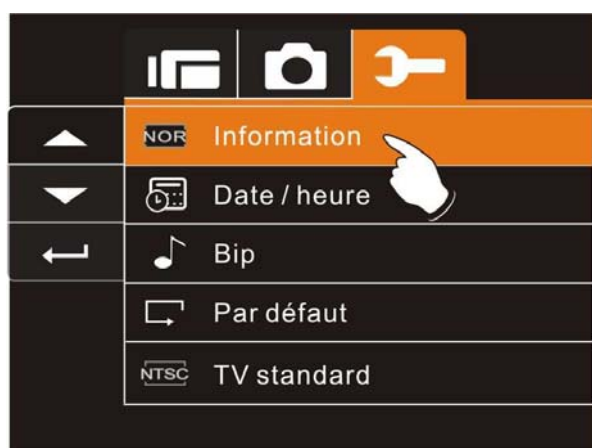 NOR Information
Date / heure
Bip
Par défaut
NTSC TV standard